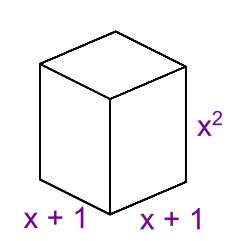 x²
x + 1
x + 1